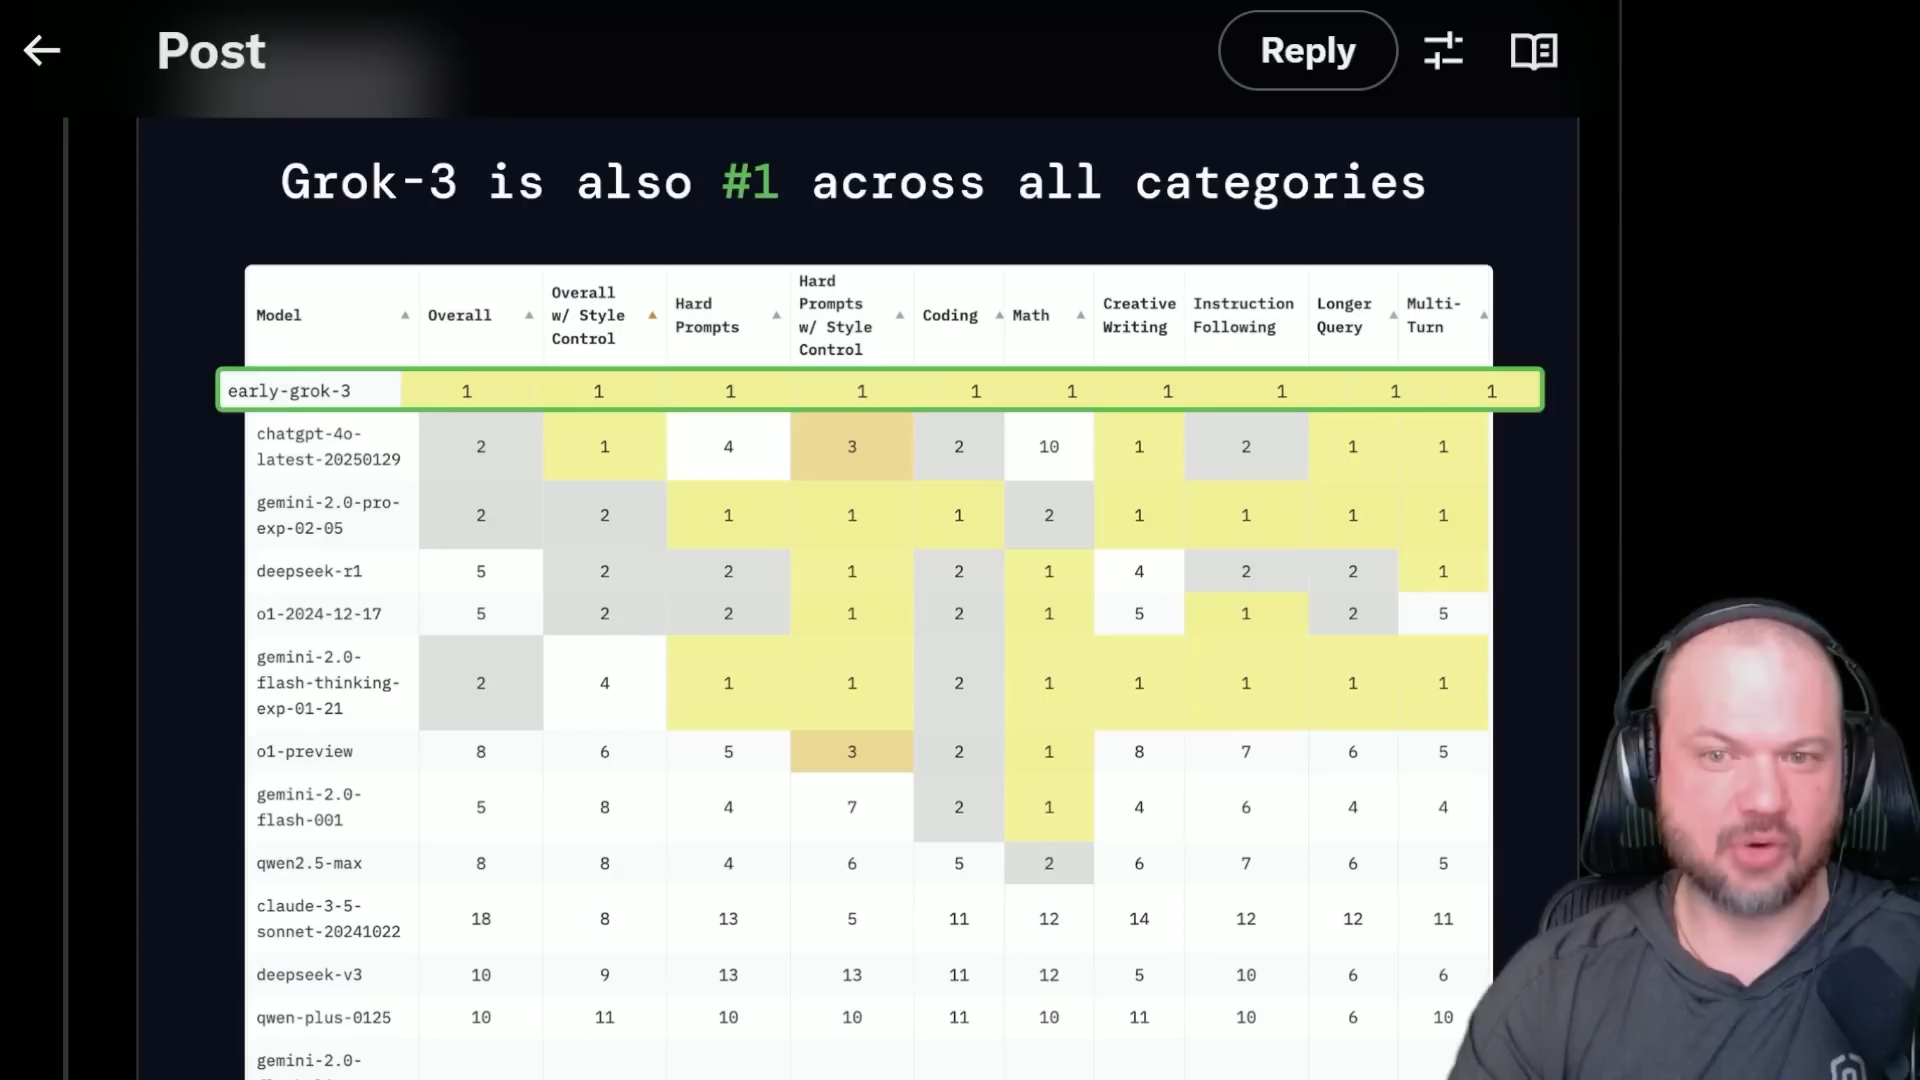 Post
Reply
Grok-3 is also #1 across all categories
Model Overall Overall w/ Style Control Hard Prompts Hard Prompts w/ Style Control Coding Math Creative Writing Instruction Following Longer Query Multi-Turn
early-grok-3 1 1 1 1 1 1 1 1 1 1
chatgpt-4o-latest-20250129 2 1 4 3 2 10 1 2 1 1
gemini-2.0-pro-exp-02-05 2 2 1 1 1 2 1 1 1 1
deepseek-r1 5 2 2 1 2 1 4 2 2 1
o1-2024-12-17 5 2 2 1 2 1 5 1 2 5
gemini-2.0-flash-thinking-exp-01-21 2 4 1 1 2 1 1 1 1 1
o1-preview 8 6 5 3 2 1 8 7 6 5
gemini-2.0-flash-001 5 8 4 7 2 1 4 6 4 4
qwen2.5-max 8 8 4 6 5 2 6 7 6 5
claude-3-5-sonnet-20241022 18 8 13 5 11 12 14 12 12 11
deepseek-v3 10 9 13 13 11 12 5 10 6 6
qwen-plus-0125 10 11 10 10 11 10 11 10 6 10
gemini-2.0-